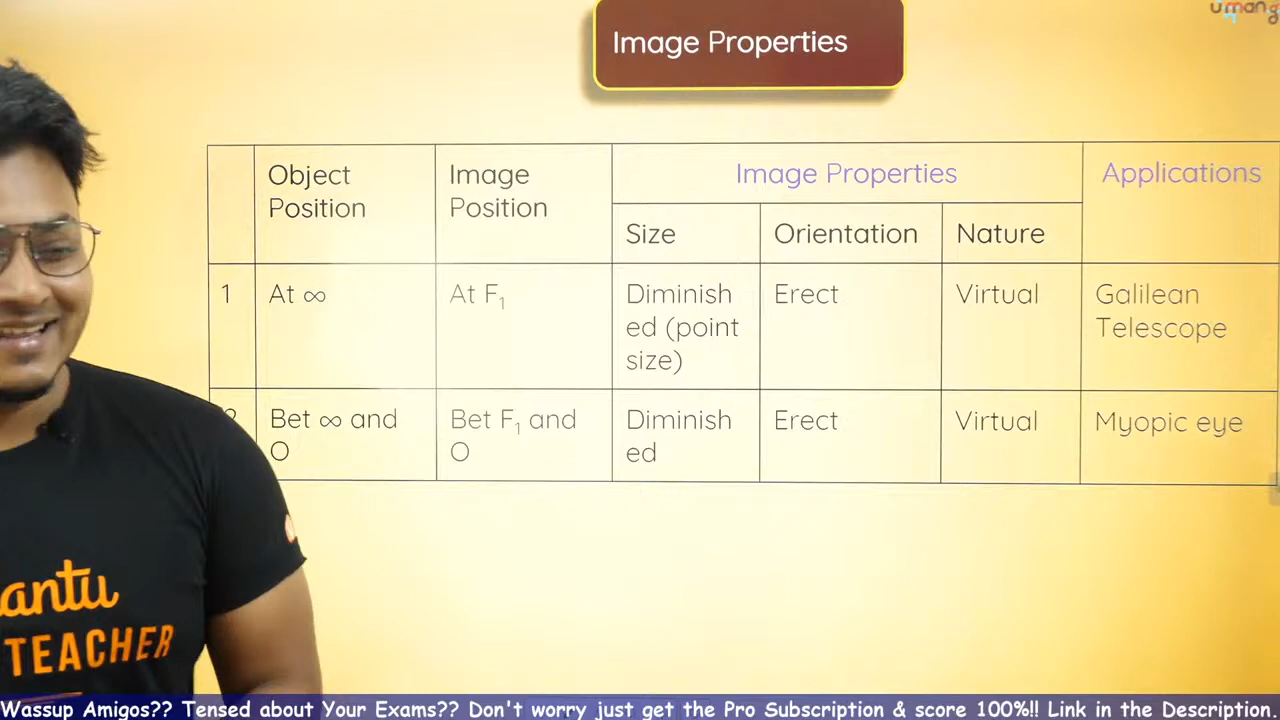 umang
Image Properties
Object Position
Image Position
Image Properties
Applications
Size
Orientation
Nature
1
At ∞
At F₁
Diminish
ed (point
size)
Erect
Virtual
Galilean
Telescope
Bet ∞ and
O
Bet F₁ and
O
Diminish
ed
Erect
Virtual
Myopic eye
antu
TEACHER
Wassup Amigos?? Tensed about Your Exams?? Don't worry just get the Pro Subscription & score 100%!! Link in the Description.